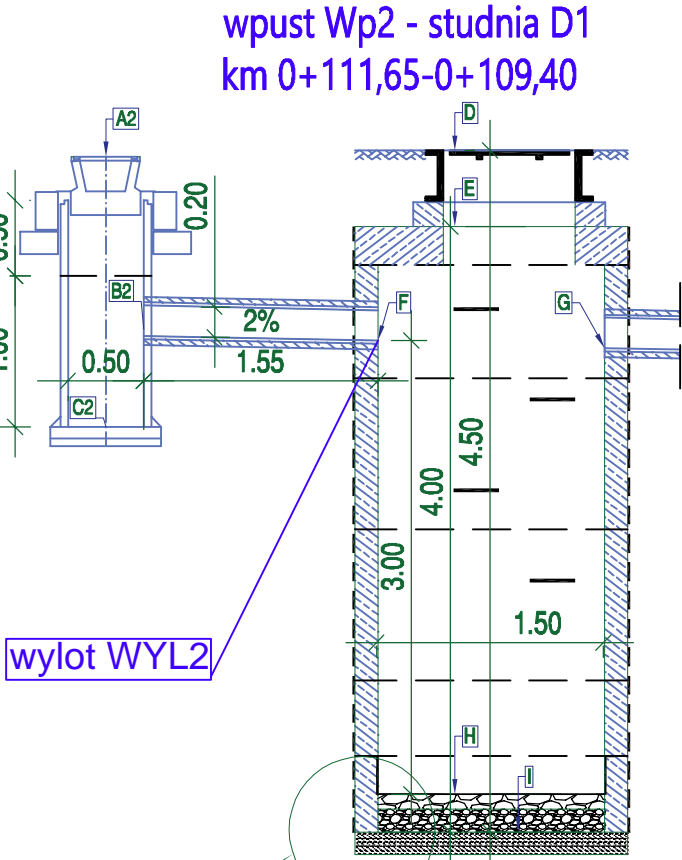 wpust Wp2 - studnia D1
km 0+111,65-0+109,40
A2
D
E
0.20
B2
F
G
2%
0.50
1.55
C2
4.50
4.00
3.00
1.50
wylot WYL2
H
I